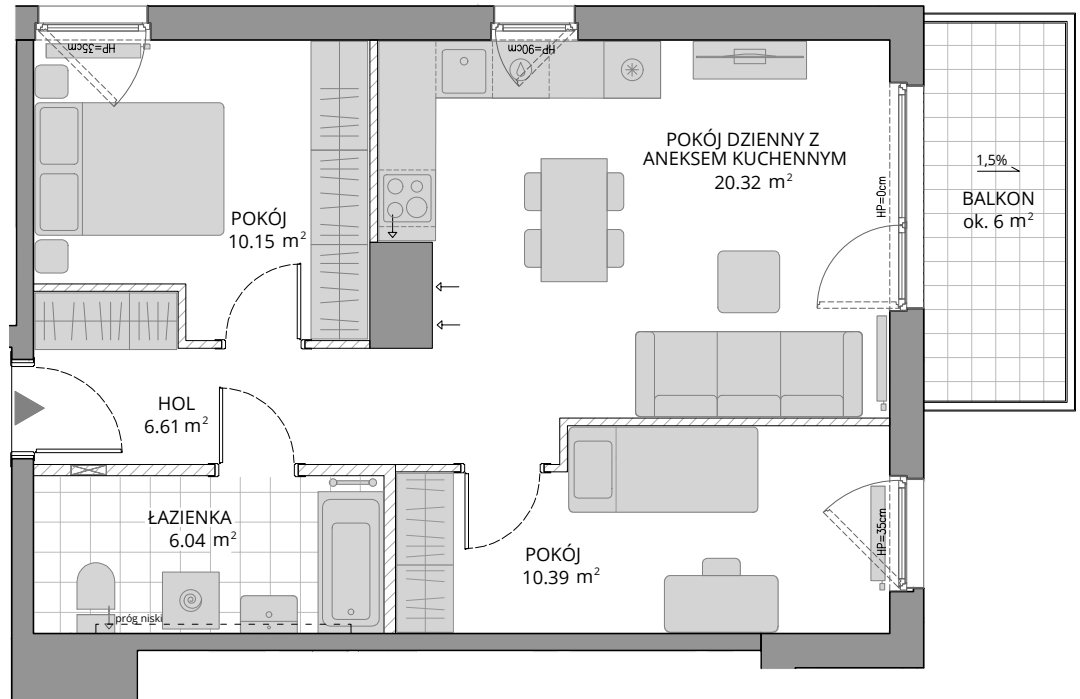 HP=35cm
HP=90cm
POKÓJ DZIENNY Z
ANEKSEM KUCHENNYM
20.32 m²
HP=0cm
1,5%
BALKON
ok. 6 m²
POKÓJ
10.15 m²
HOL
6.61 m²
ŁAZIENKA
6.04 m²
próg niski
POKÓJ
10.39 m²
HP=35cm